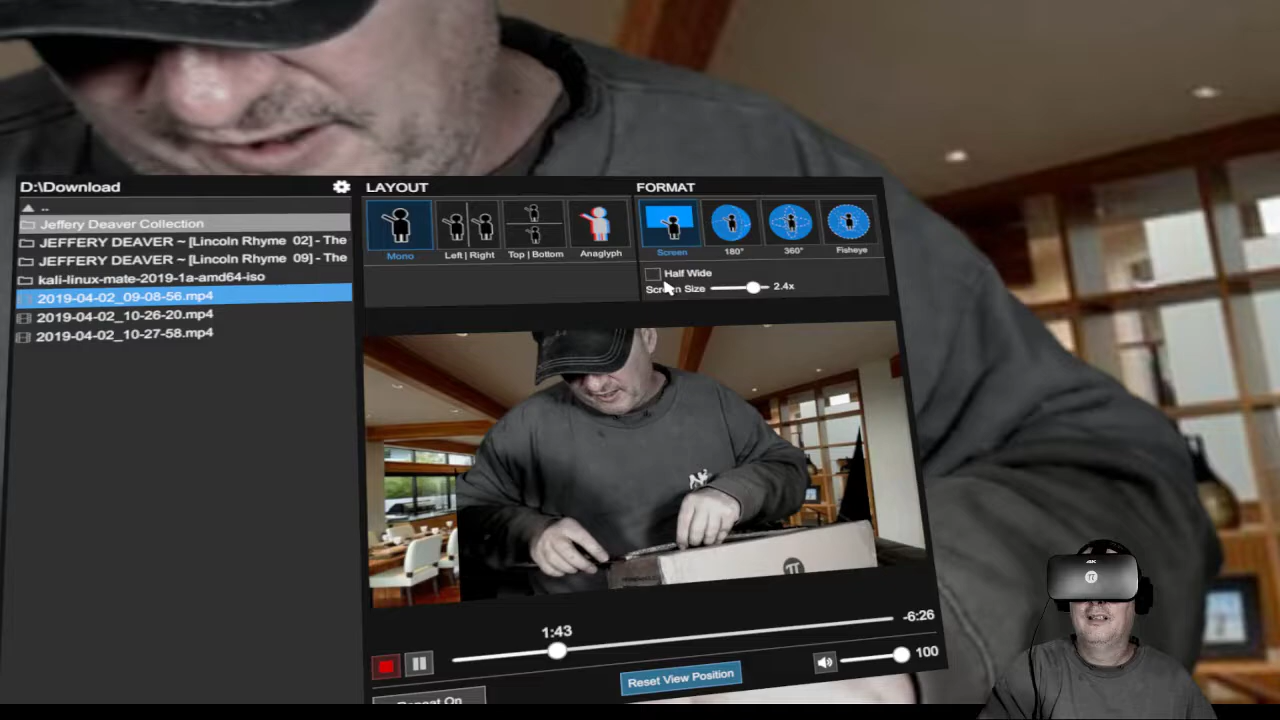 D:\Download
..
Jeffery Deaver Collection
JEFFERY DEAVER ~ [Lincoln Rhyme 02] - The
JEFFERY DEAVER ~ [Lincoln Rhyme 09] - The
kali-linux-mate-2019-1a-amd64-iso
2019-04-02_09-08-56.mp4
2019-04-02_10-26-20.mp4
2019-04-02_10-27-58.mp4
LAYOUT
Mono
Left | Right
Top | Bottom
Anaglyph
FORMAT
Screen
180°
360°
Fisheye
Half Wide
Screen Size 2.4x
1:43
-6:26
100
Reset View Position
Repeat On
4K